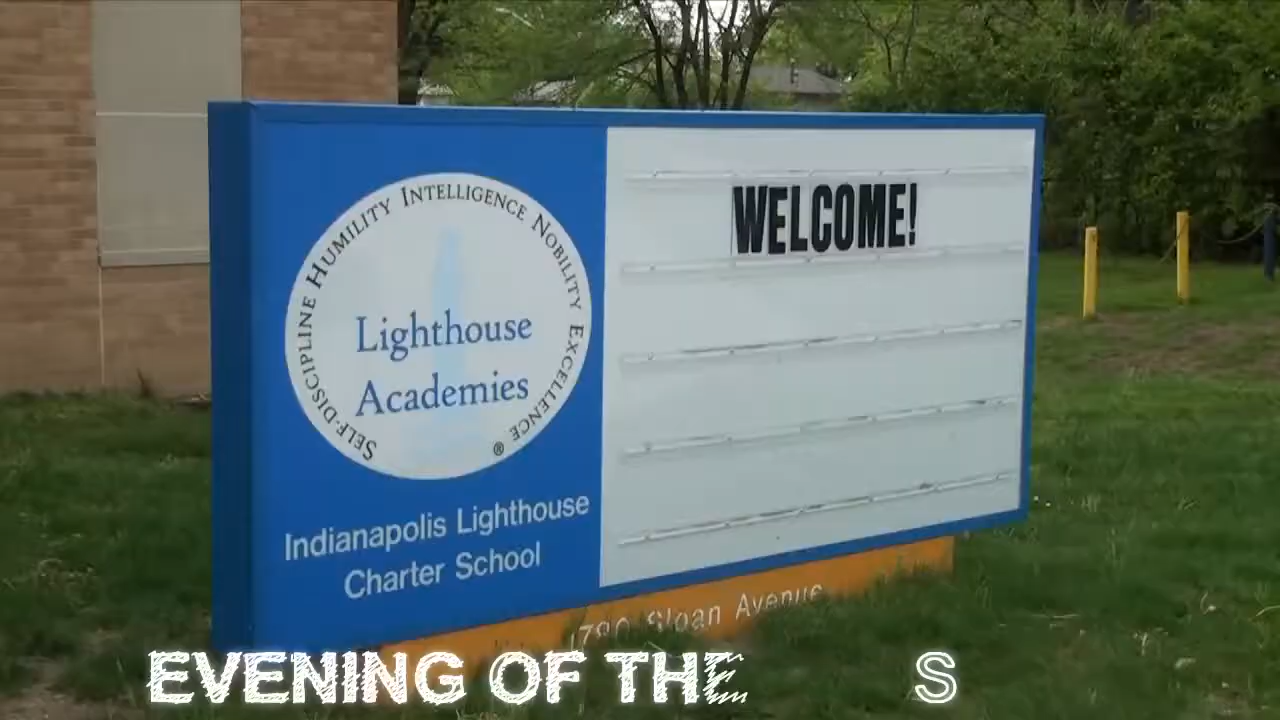 SELF-DISCIPLINE HUMILITY INTELLIGENCE NOBILITY EXCELLENCE ®
Lighthouse
Academies
Indianapolis Lighthouse
Charter School
WELCOME!
Sloan Avenue
EVENING OF THE S